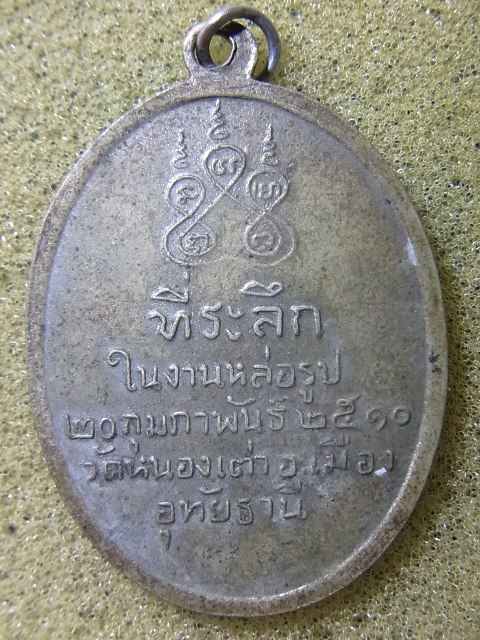 ที่ระลึก
ในงานหล่อรูป
๒๐ กุมภาพันธ์ ๒๕๑๐
วัดหนองเต่า อ.เมือง
อุทัยธานี